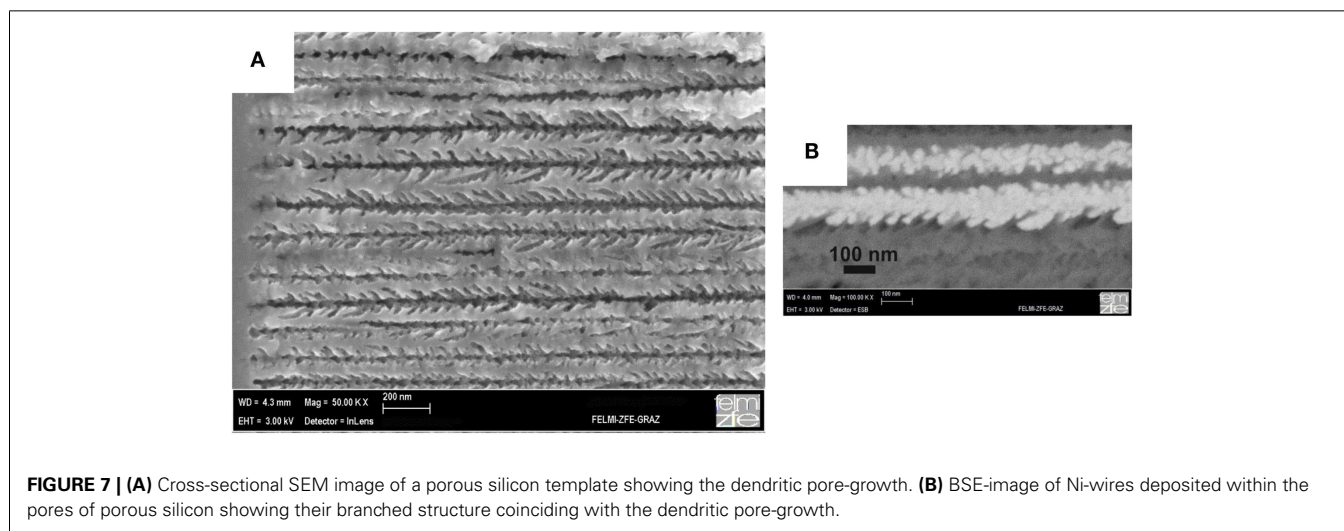 A
WD = 4.3 mm Mag = 50.00 K X 200 nm
EHT = 3.00 kV Detector = InLens FELMI-ZFE-GRAZ
felmi
zfe
B
100 nm
WD = 4.0 mm Mag = 100.00 K X 100 nm
EHT = 3.00 kV Detector = ESB FELMI-ZFE-GRAZ
felmi
zfe
FIGURE 7 | (A) Cross-sectional SEM image of a porous silicon template showing the dendritic pore-growth. (B) BSE-image of Ni-wires deposited within the
pores of porous silicon showing their branched structure coinciding with the dendritic pore-growth.